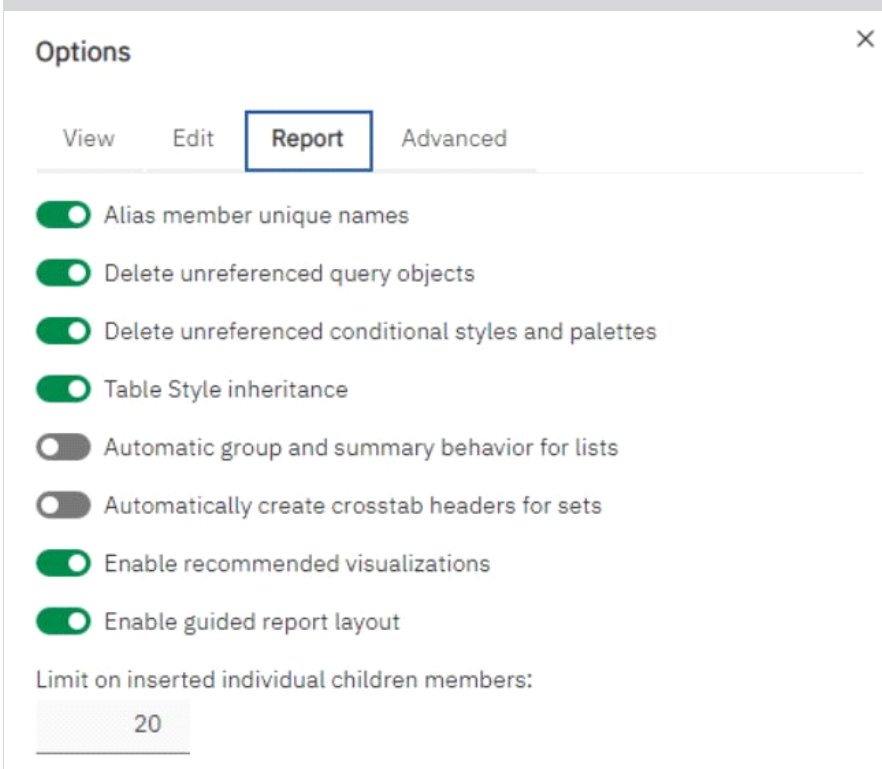 Options
View Edit Report Advanced
Alias member unique names
Delete unreferenced query objects
Delete unreferenced conditional styles and palettes
Table Style inheritance
Automatic group and summary behavior for lists
Automatically create crosstab headers for sets
Enable recommended visualizations
Enable guided report layout
Limit on inserted individual children members:
20